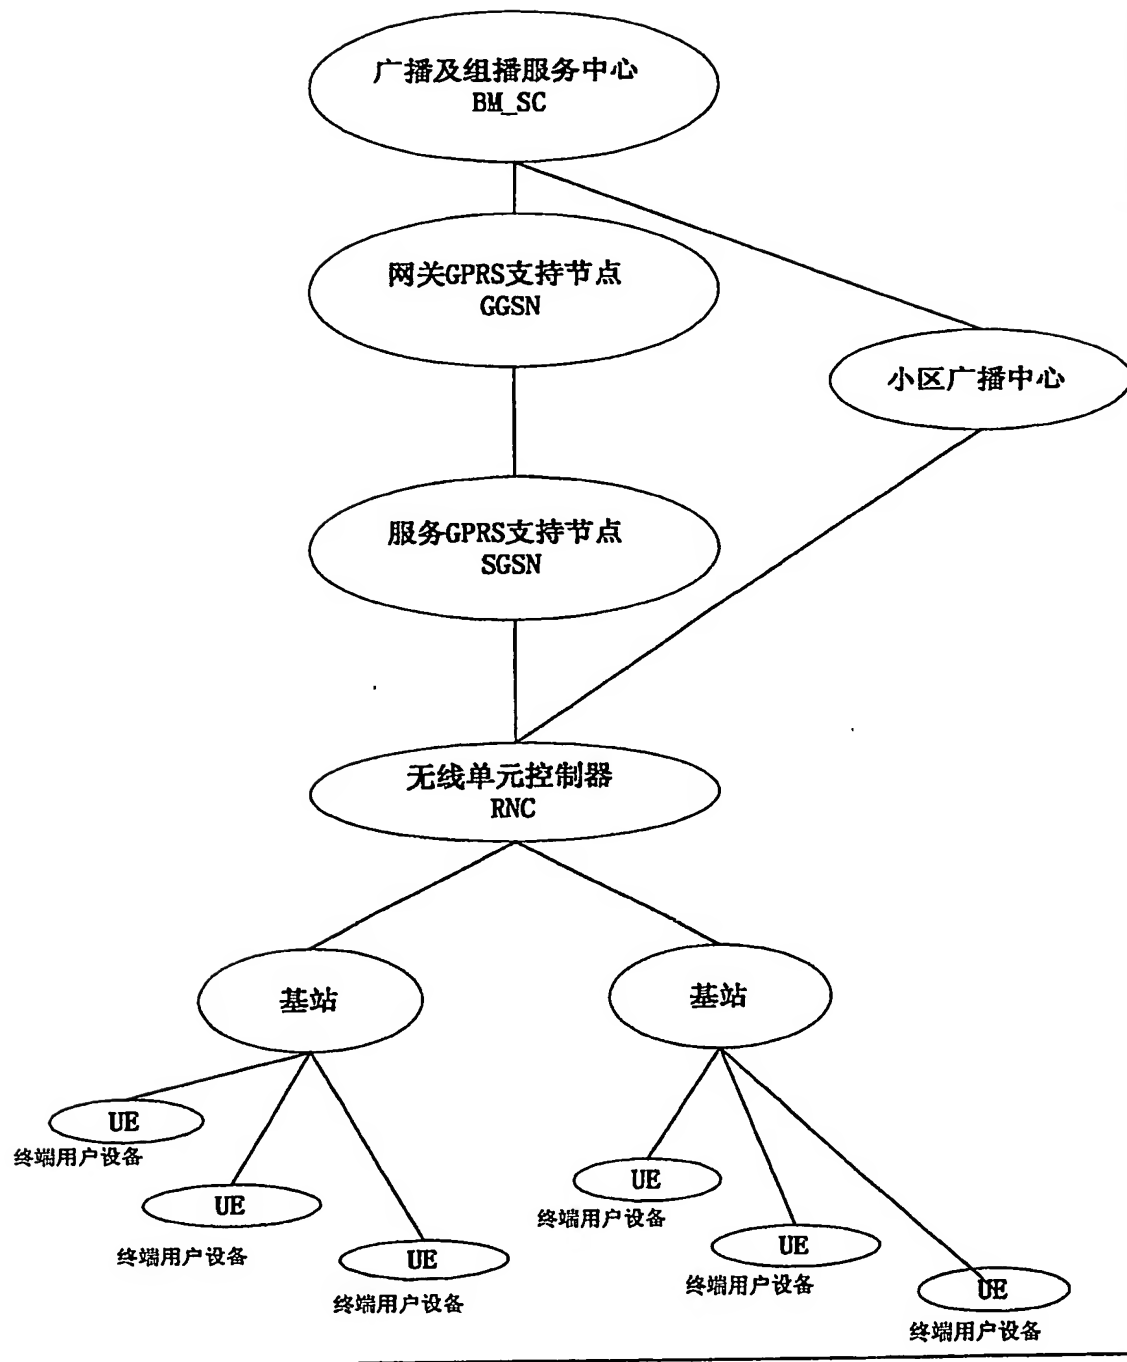 广播及组播服务中心
BM_SC
网关GPRS支持节点
GGSN
小区广播中心
服务GPRS支持节点
SGSN
无线单元控制器
RNC
基站
基站
UE
终端用户设备
UE
终端用户设备
UE
终端用户设备
UE
终端用户设备
UE
终端用户设备
UE
终端用户设备